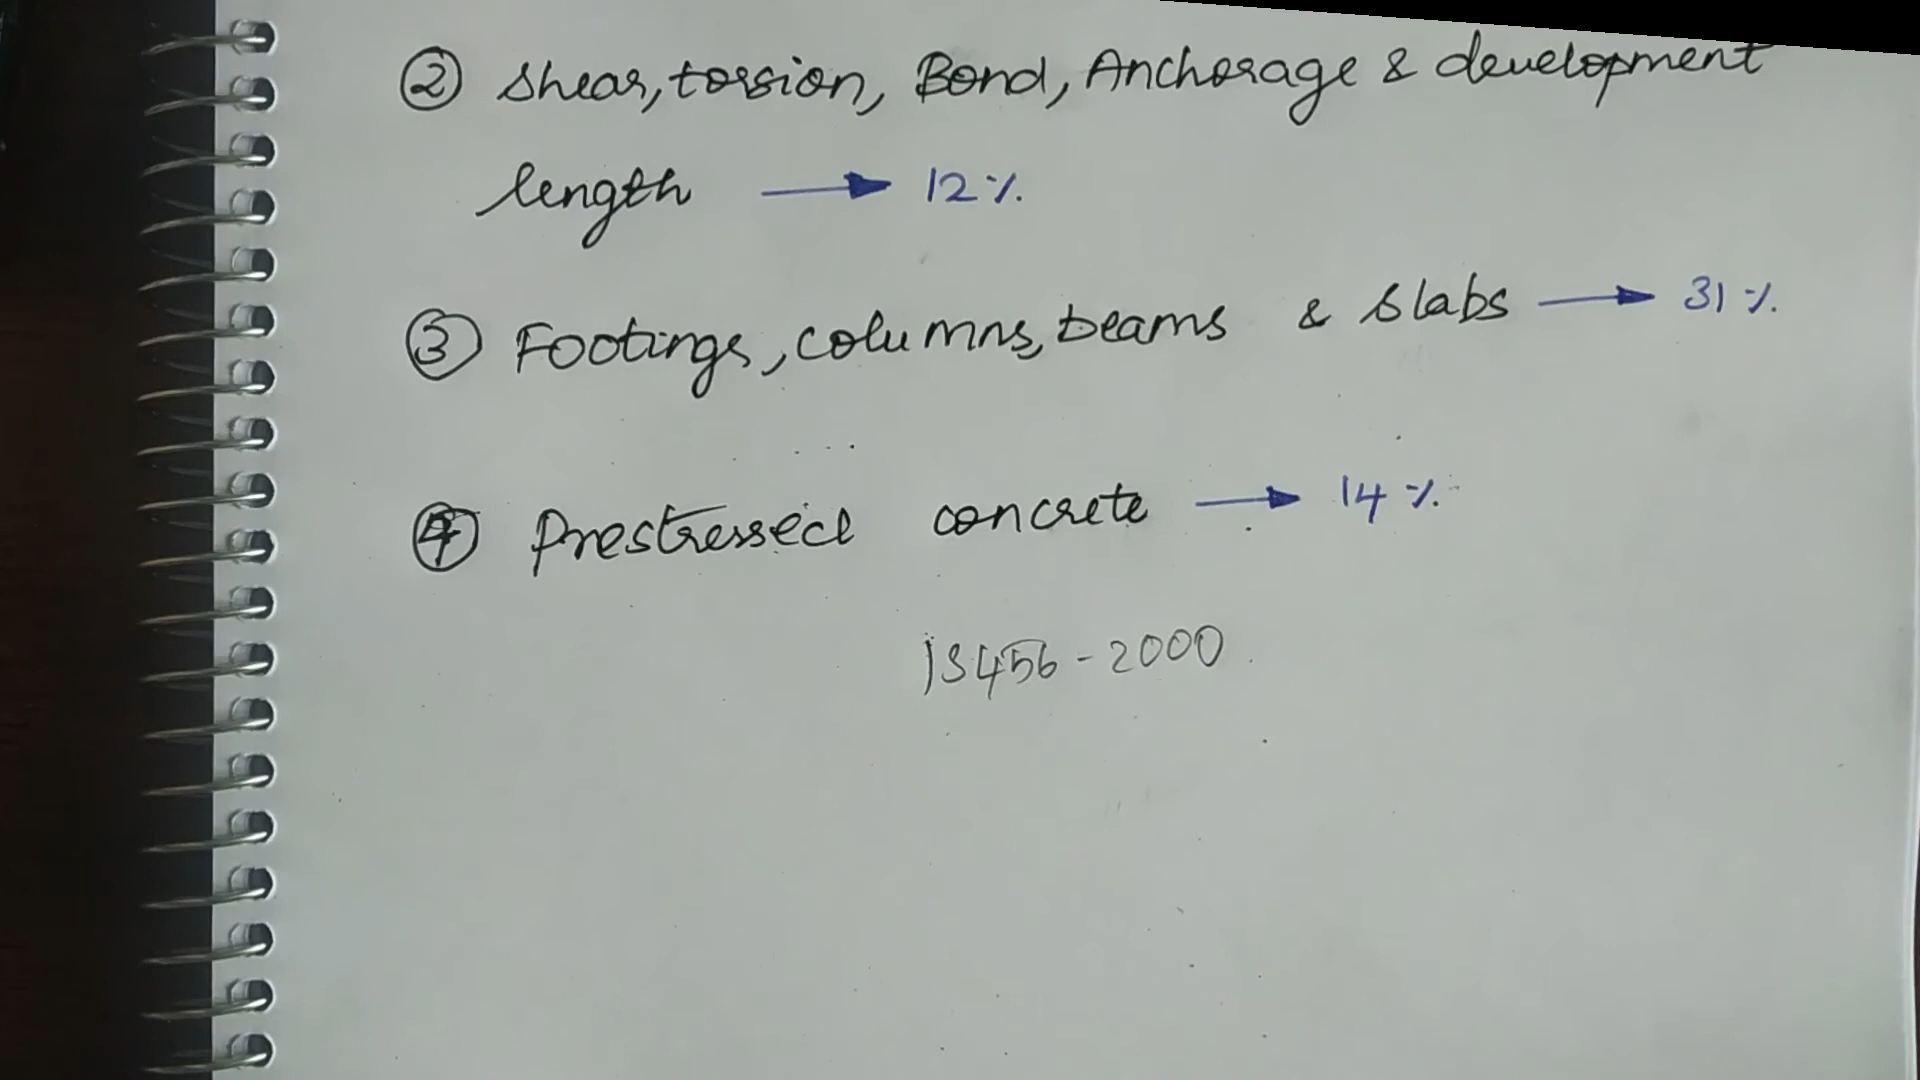 ② Shear, torsion, Bond, Anchorage & development
length → 12%
③ Footings, columns, beams & slabs → 31%
④ Prestressed concrete → 14%
IS456-2000